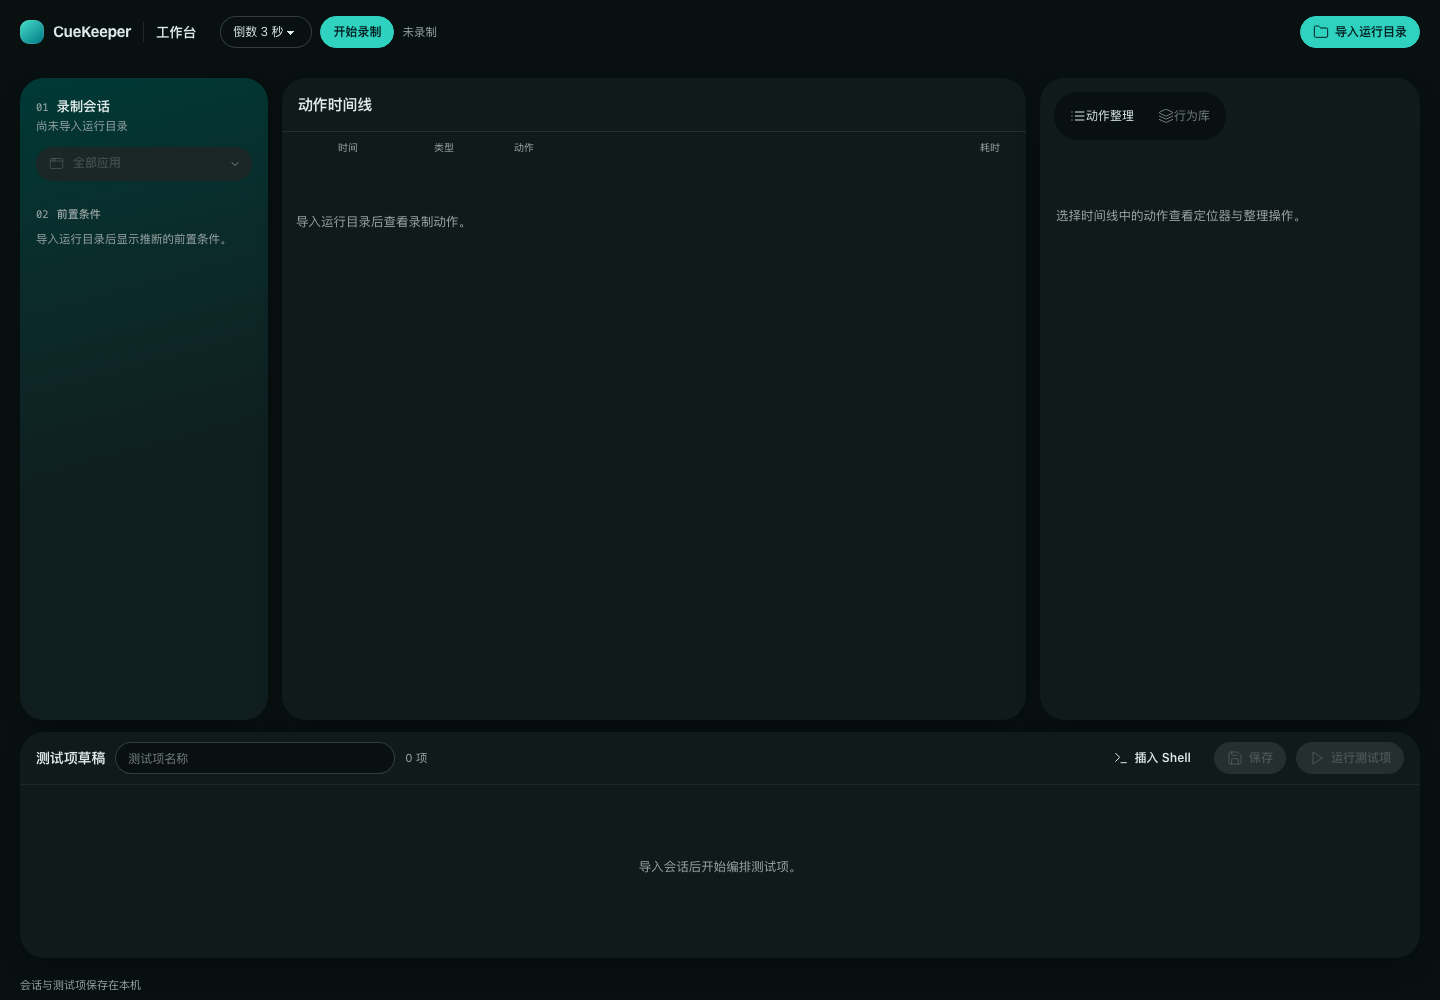 CueKeeper
工作台
倒数 3 秒
开始录制
未录制
导入运行目录
01 录制会话
尚未导入运行目录
全部应用
02 前置条件
导入运行目录后显示推断的前置条件。
动作时间线
时间 类型 动作 耗时
导入运行目录后查看录制动作。
动作整理
行为库
选择时间线中的动作查看定位器与整理操作。
测试项草稿
测试项名称
0 项
插入 Shell
保存
运行测试项
导入会话后开始编排测试项。
会话与测试项保存在本机